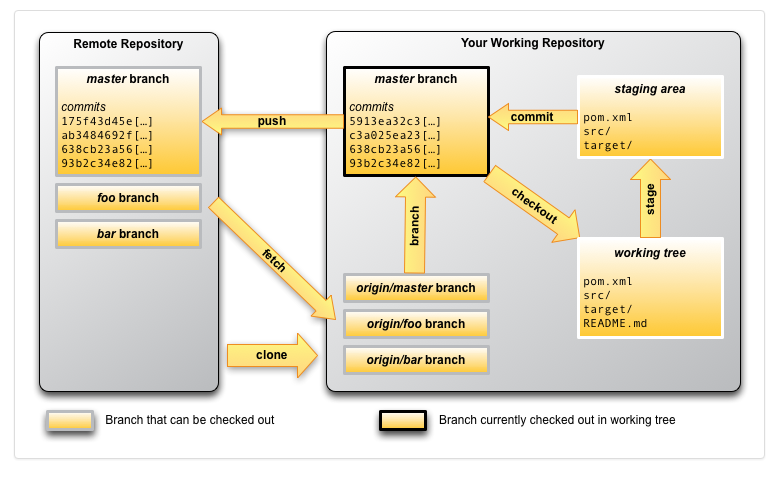 Remote Repository
master branch
commits
175f43d45e[…]
ab3484692f[…]
638cb23a56[…]
93b2c34e82[…]
foo branch
bar branch
push
fetch
clone
Your Working Repository
master branch
commits
5913ea32c3[…]
c3a025ea23[…]
638cb23a56[…]
93b2c34e82[…]
branch
origin/master branch
origin/foo branch
origin/bar branch
commit
checkout
staging area
pom.xml
src/
target/
stage
working tree
pom.xml
src/
target/
README.md
Branch that can be checked out
Branch currently checked out in working tree